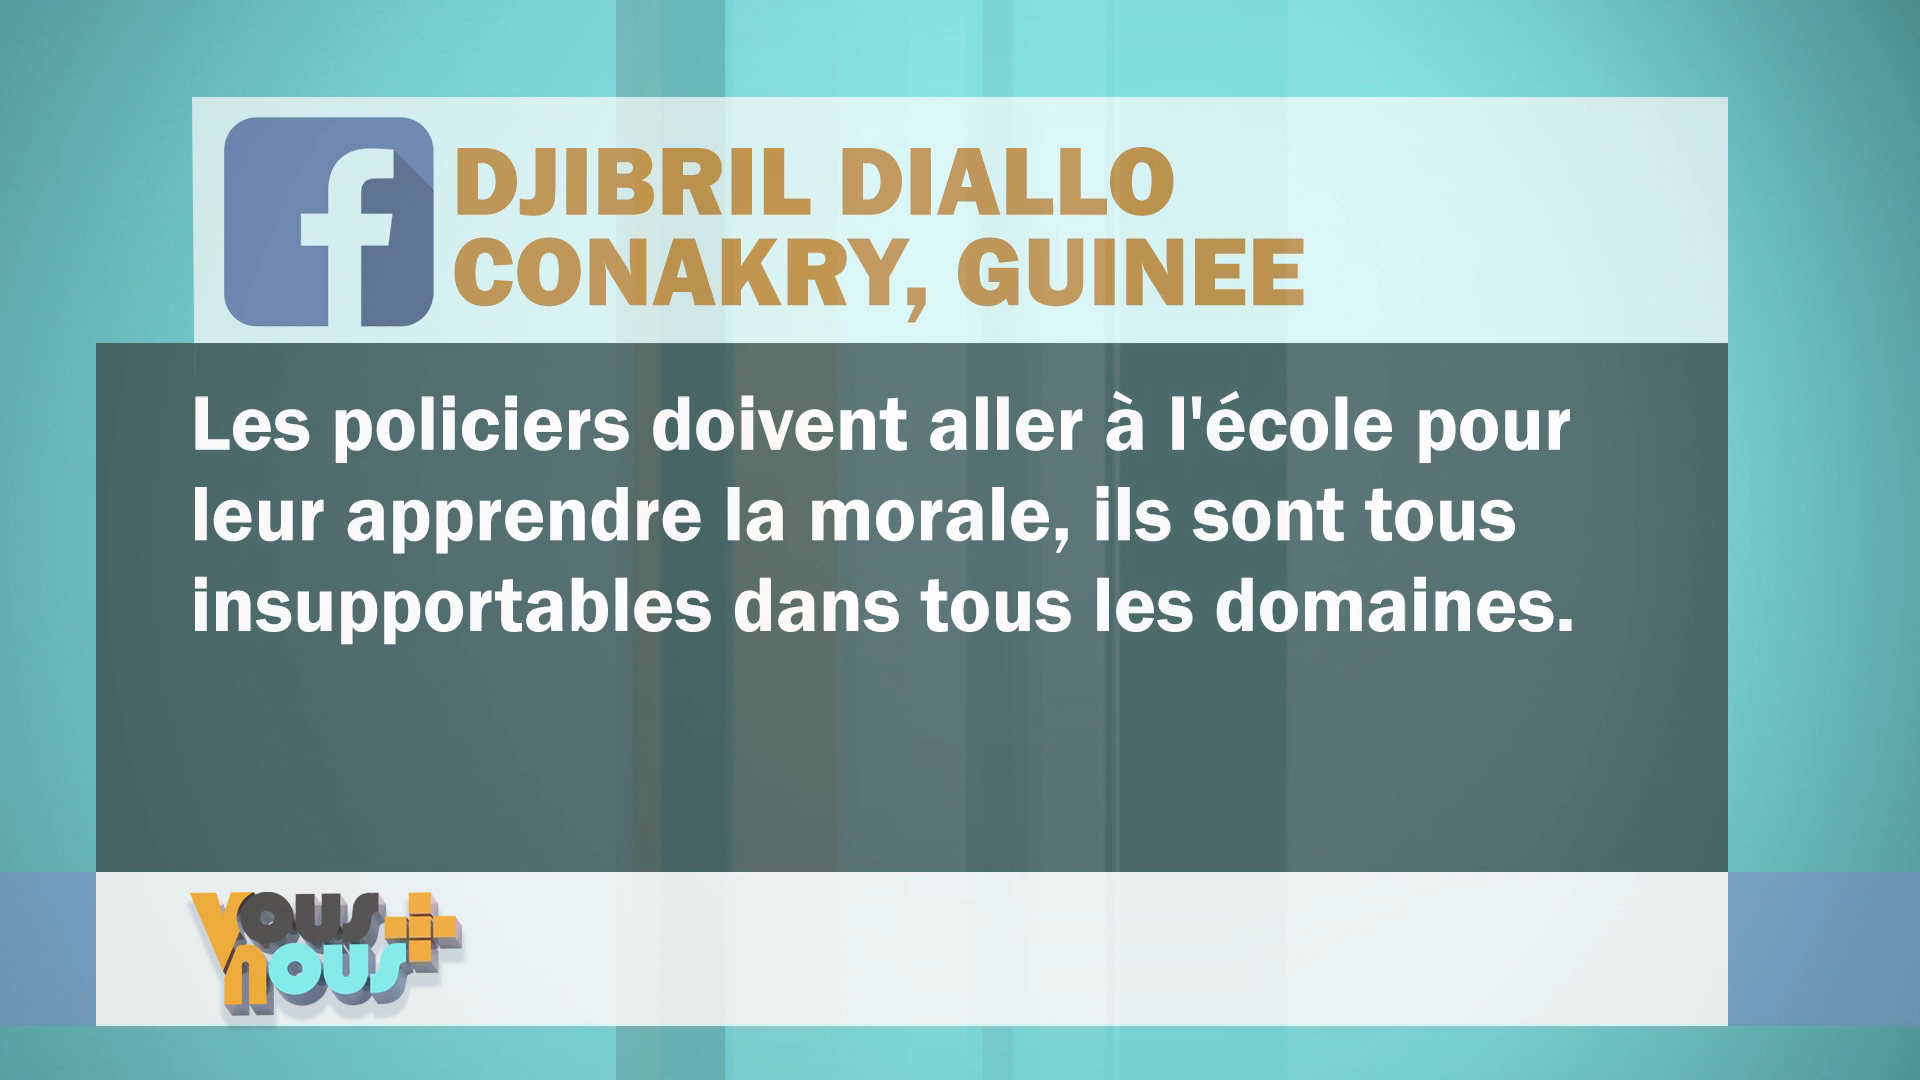 DJIBRIL DIALLO
CONAKRY, GUINEE
Les policiers doivent aller à l'école pour
leur apprendre la morale, ils sont tous
insupportables dans tous les domaines.
Vous
nous